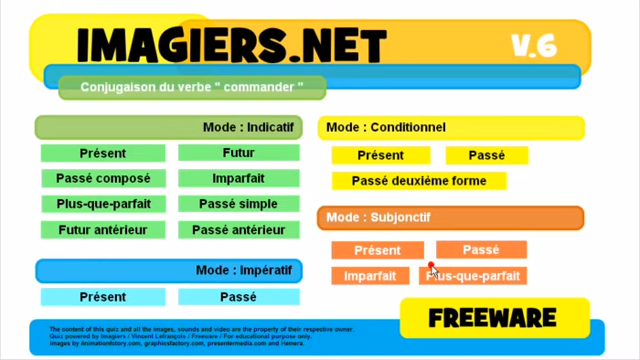 IMAGIERS.NET
V.6
Conjugaison du verbe " commander "
Mode : Indicatif
Présent
Futur
Passé composé
Imparfait
Plus-que-parfait
Passé simple
Futur antérieur
Passé antérieur
Mode : Impératif
Présent
Passé
Mode : Conditionnel
Présent
Passé
Passé deuxième forme
Mode : Subjonctif
Présent
Passé
Imparfait
Plus-que-parfait
FREEWARE
The content of this quiz and all the images, sounds and video are the property of their respective owner.
Quiz powered by Imagiers / Vincent Lefrançois / Freeware / For educational purpose only.
Images by Animationfctory.com, graphicsfactory.com, presentermedia.com and Hemera.